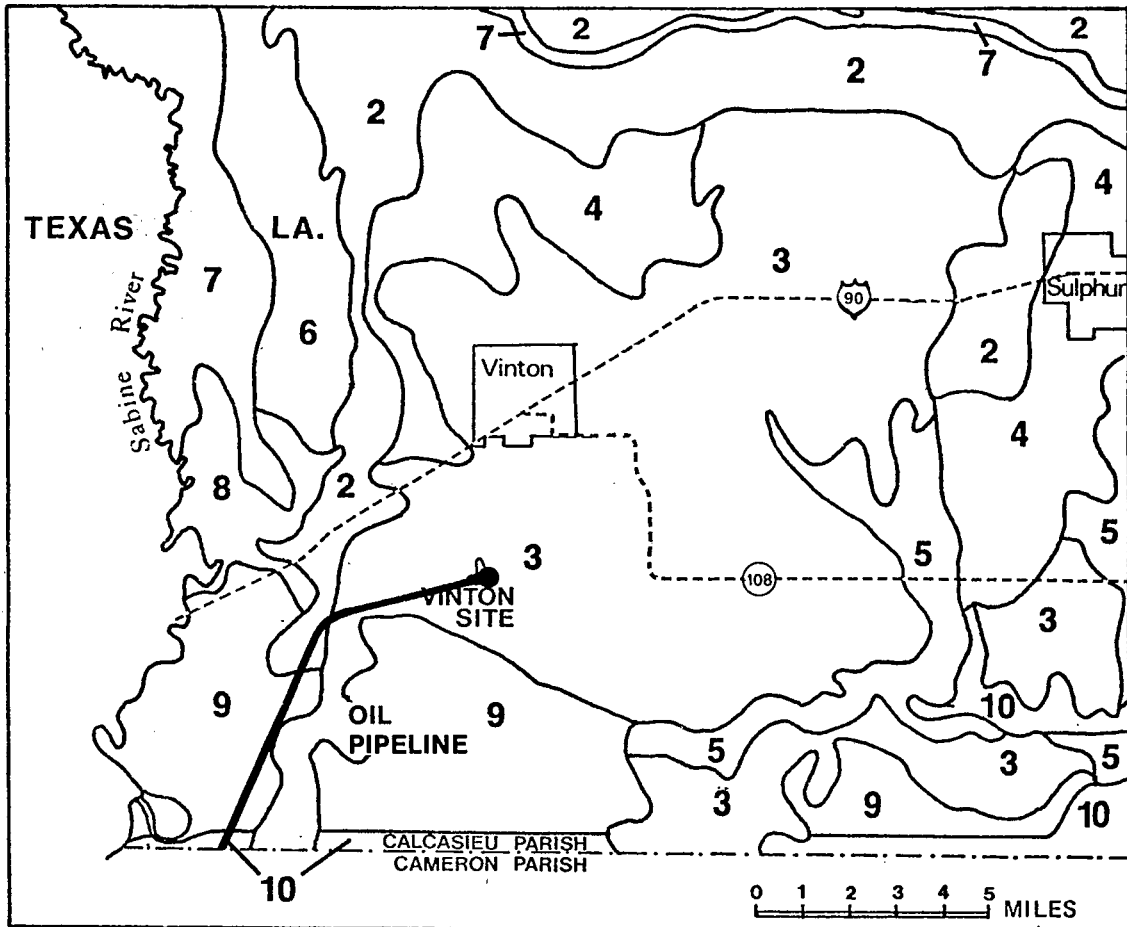 2
2
7
7
2
2
4
4
TEXAS
LA.
3
7
Sabine River
90
Sulphur
6
2
Vinton
4
8
2
5
5
3
108
VINTON
SITE
3
9
OIL
PIPELINE
9
10
5
3
5
3
9
10
CALCASIEU PARISH
CAMERON PARISH
10
0 1 2 3 4 5
MILES